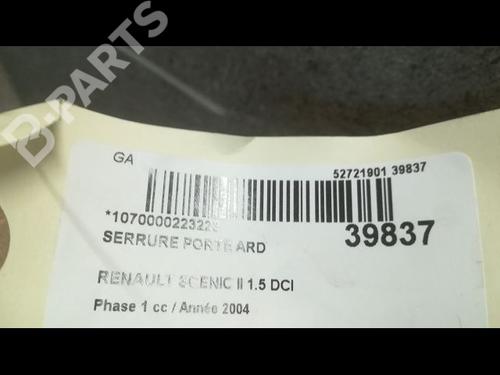 B-PARTS
GA
52721901 39837
*1070000223223
SERRURE PORTE ARD
39837
RENAULT SCENIC II 1.5 DCI
Phase 1 cc / Année 2004